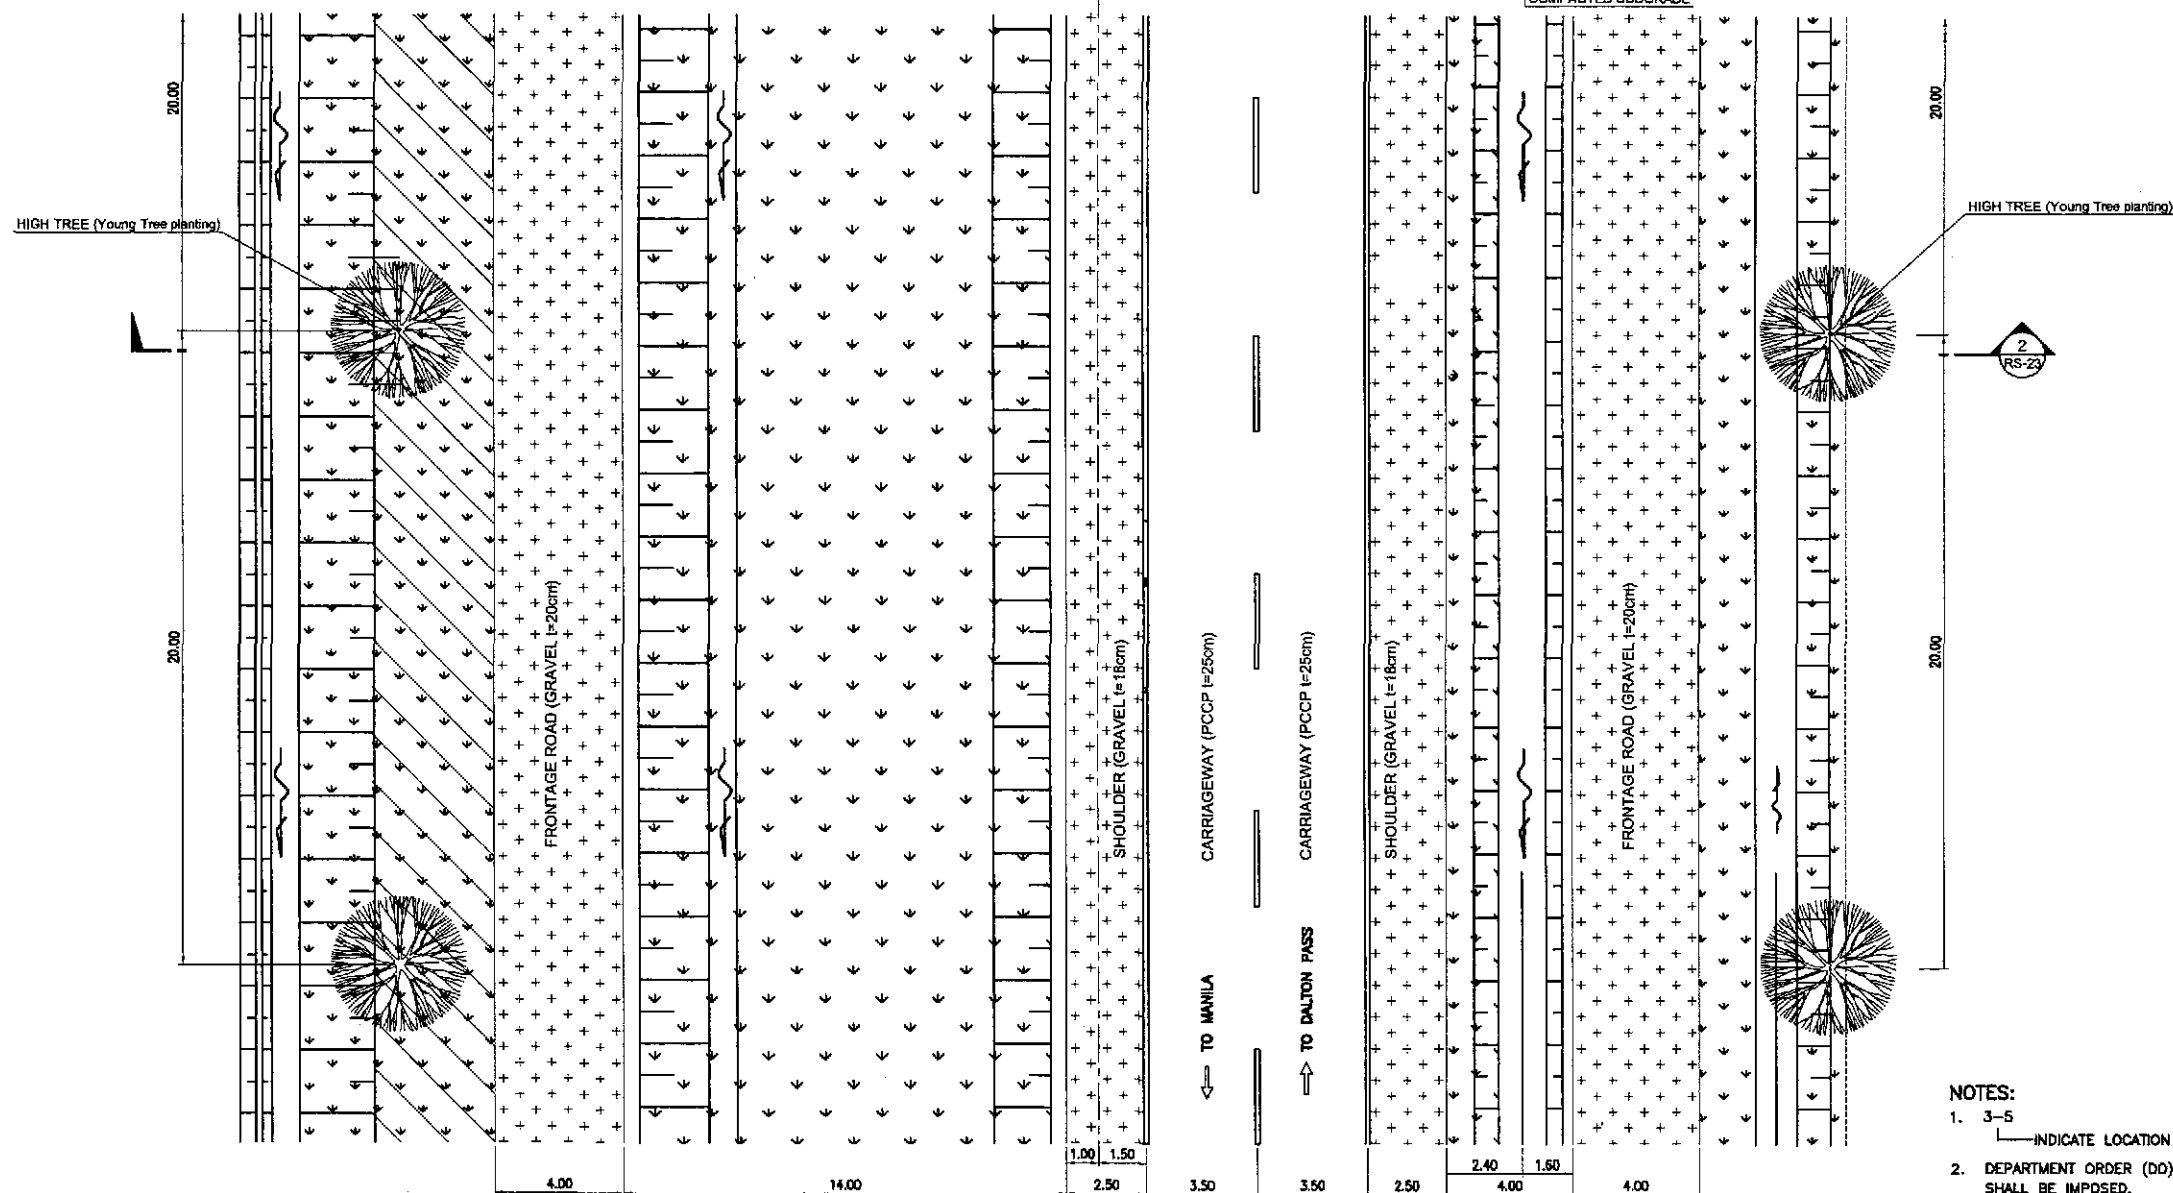 20.00
20.00
HIGH TREE (Young Tree planting)
HIGH TREE (Young Tree planting)
2
RS-23
FRONTAGE ROAD (GRAVEL t=20cm)
SHOULDER (GRAVEL t=18cm)
CARRIAGEWAY (PCCP t=25cm)
CARRIAGEWAY (PCCP t=25cm)
SHOULDER (GRAVEL t=18cm)
FRONTAGE ROAD (GRAVEL t=20cm)
20.00
20.00
TO MANILA
TO DALTON PASS
NOTES:
1. 3-5
INDICATE LOCATION
2. DEPARTMENT ORDER (DO)
SHALL BE IMPOSED.
1.00 1.50
2.40 1.60
4.00 14.00 2.50 3.50 3.50 2.50 4.00 4.00